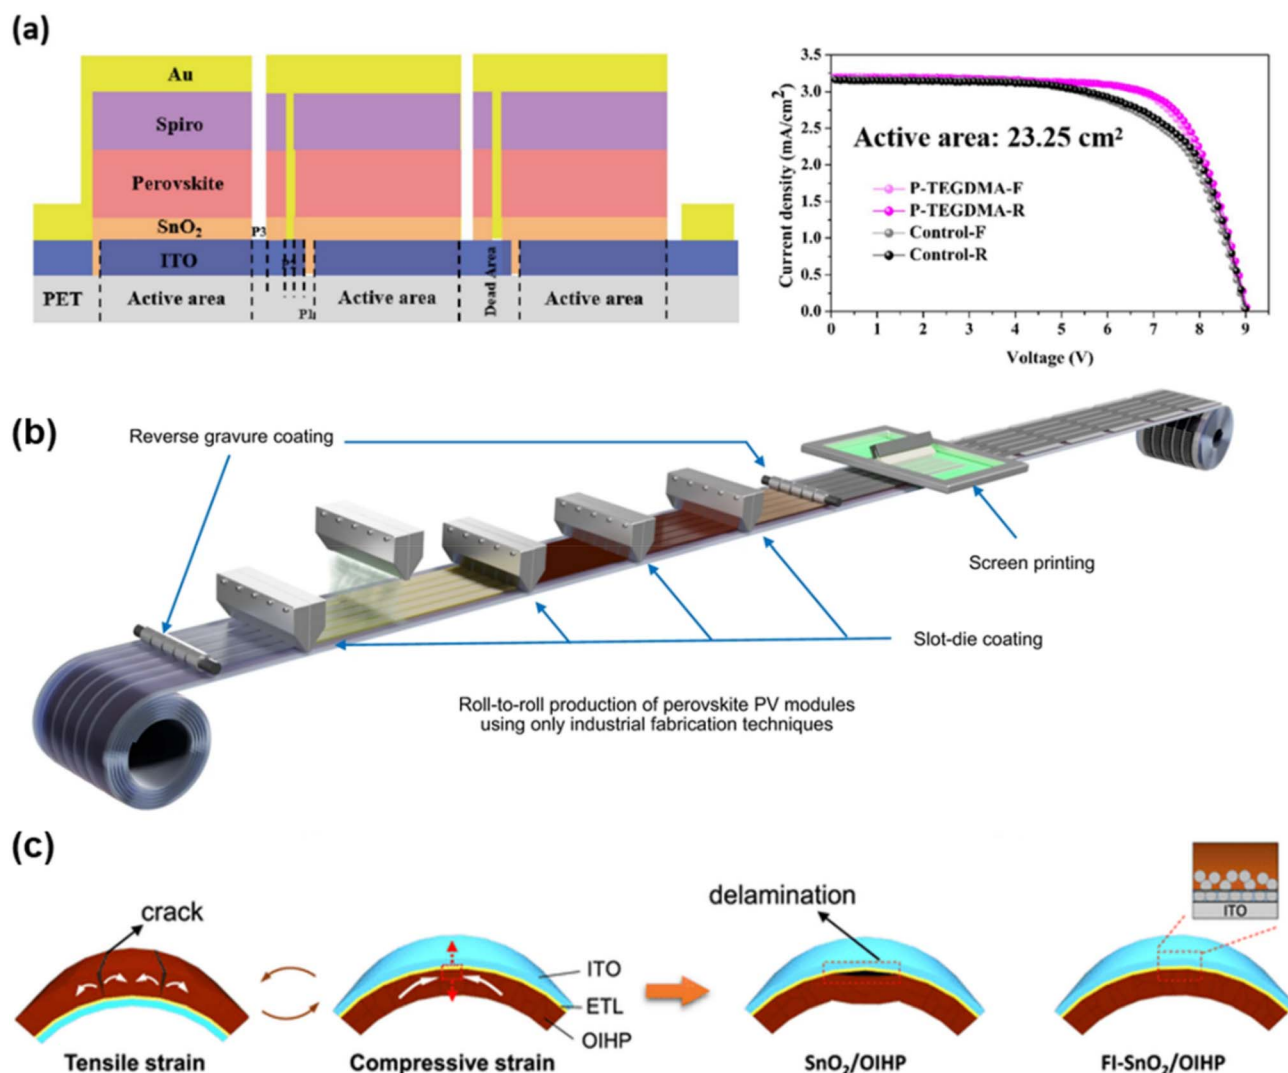 (a)
Au
Spiro
Perovskite
SnO₂
P3
ITO
PET
Active area
P1
Active area
Dead Area
Active area
Current density (mA/cm²)
3.5
3.0
2.5
2.0
1.5
1.0
0.5
0.0
Active area: 23.25 cm²
P-TEGDMA-F
P-TEGDMA-R
Control-F
Control-R
0 1 2 3 4 5 6 7 8 9
Voltage (V)
(b)
Reverse gravure coating
Screen printing
Slot-die coating
Roll-to-roll production of perovskite PV modules
using only industrial fabrication techniques
(c)
crack
Tensile strain
ITO
ETL
OIHP
Compressive strain
delamination
SnO₂/OIHP
ITO
FI-SnO₂/OIHP